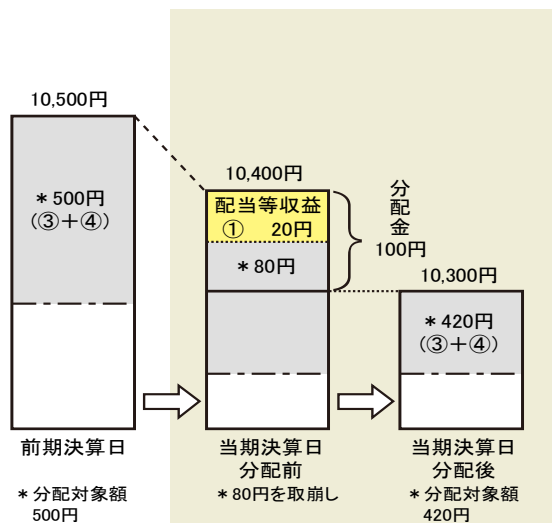 10,500円
＊500円
(③＋④)
前期決算日
＊分配対象額
500円
10,400円
配当等収益
① 20円
＊80円
分配金
100円
当期決算日
分配前
＊80円を取崩し
10,300円
＊420円
(③＋④)
当期決算日
分配後
＊分配対象額
420円